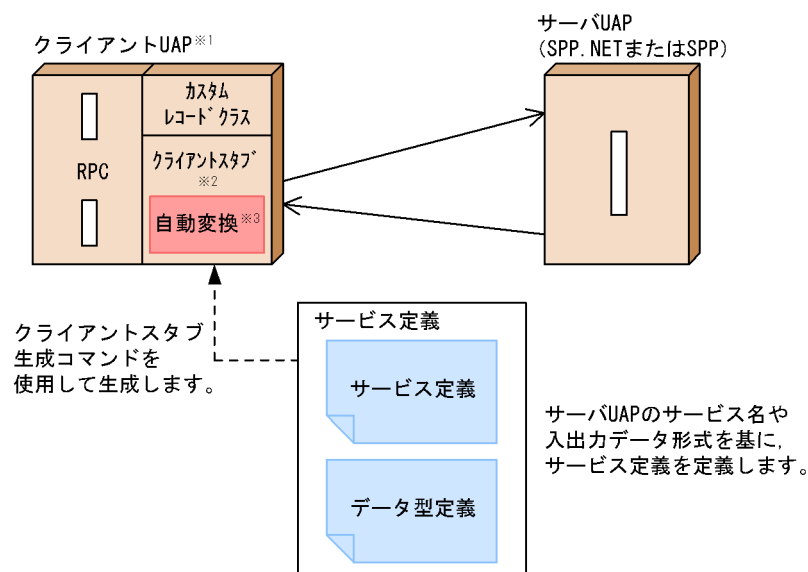 クライアントUAP※1
カスタム
レコードクラス
RPC
クライアントスタブ
※2
自動変換※3
サーバUAP
(SPP.NETまたはSPP)
クライアントスタブ
生成コマンドを
使用して生成します。
サービス定義
サービス定義
データ型定義
サーバUAPのサービス名や
入出力データ形式を基に,
サービス定義を定義します。